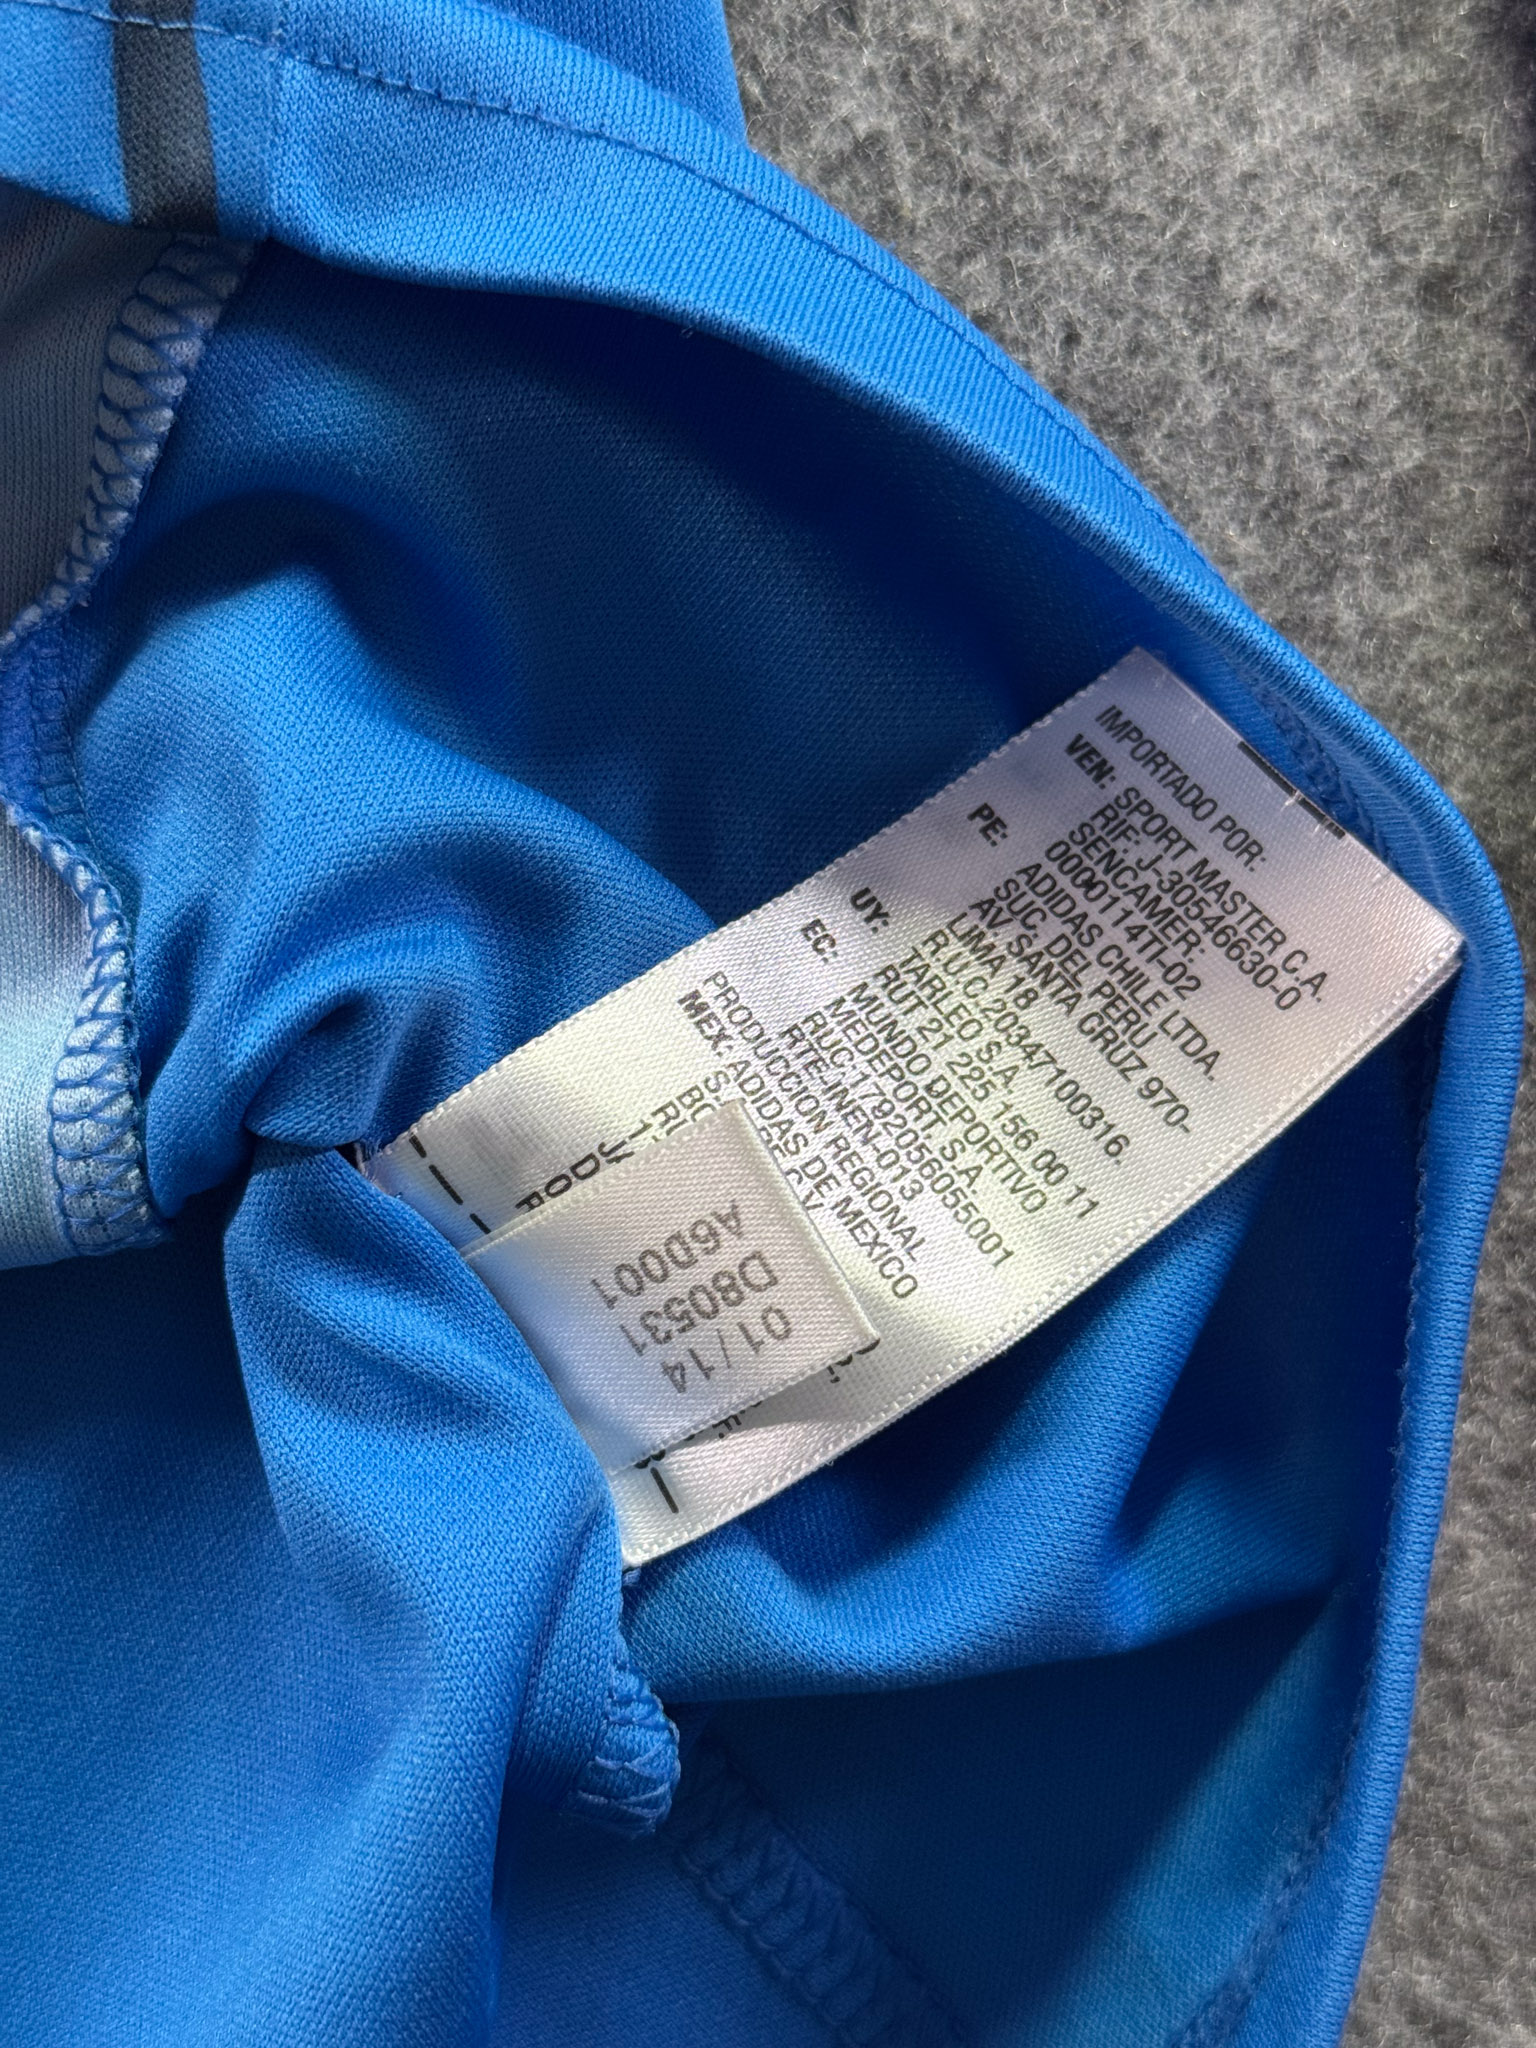 IMPORTADO POR:
VEN: SPORT MASTER C.A.
RIF: J-30546630-0
SENCAMER:
0000114TI-02
PE: ADIDAS CHILE LTDA.
SUC. DEL PERU
AV SANTA CRUZ 970-
LIMA 18
R.U.C.20347100316.
UY: TARLEO S.A.
RUT 21 225 156 00 11
EC: MUNDO DEPORTIVO
MEDEPORT, S.A.
RUC-1792056055001
RTE-INEN-013
PRODUCCION REGIONAL
MEX: ADIDAS DE MEXICO
01/14
D80531
A6D001